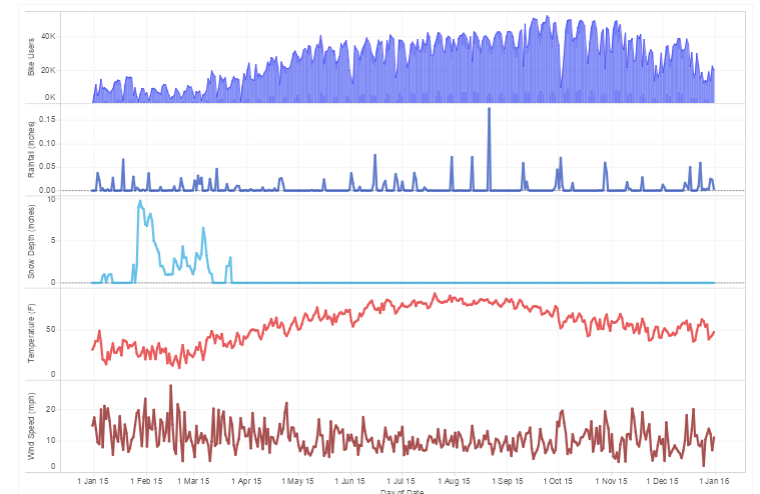 Bike Users
40K
20K
0K
Rainfall (inches)
0.15
0.10
0.05
0.00
Snow Depth (inches)
10
5
0
Temperature (F)
50
0
Wind Speed (mph)
20
10
0
1 Jan 15 1 Feb 15 1 Mar 15 1 Apr 15 1 May 15 1 Jun 15 1 Jul 15 1 Aug 15 1 Sep 15 1 Oct 15 1 Nov 15 1 Dec 15 1 Jan 16
Day of Date